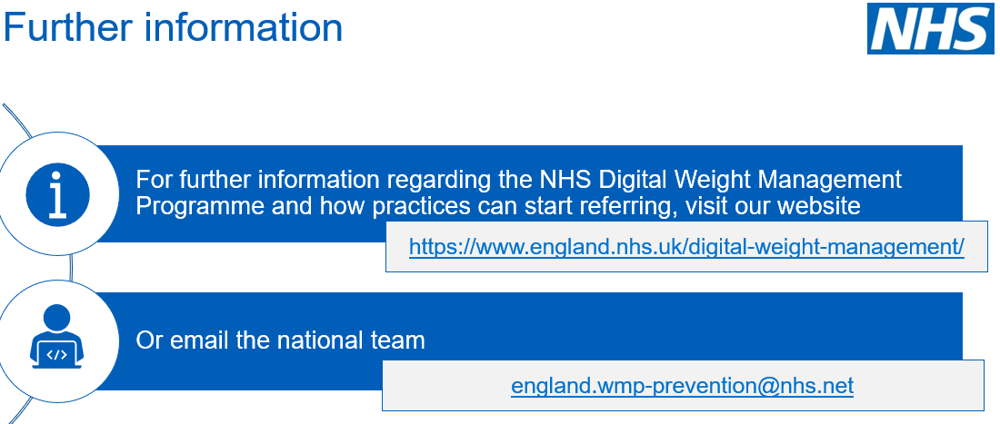 Further information
NHS
For further information regarding the NHS Digital Weight Management
Programme and how practices can start referring, visit our website
https://www.england.nhs.uk/digital-weight-management/
</>
Or email the national team
england.wmp-prevention@nhs.net